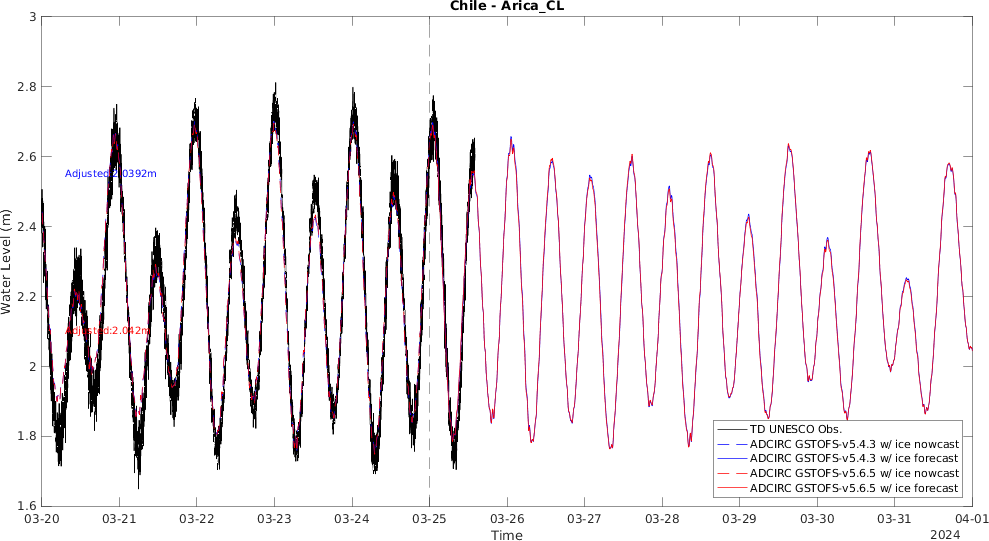 Chile - Arica_CL
3
2.8
2.6
2.4
2.2
2
1.8
1.6
Water Level (m)
Adjusted:2.0392m
Adjusted:2.042m
TD UNESCO Obs.
ADCIRC GSTOFS-v5.4.3 w/ ice nowcast
ADCIRC GSTOFS-v5.4.3 w/ ice forecast
ADCIRC GSTOFS-v5.6.5 w/ ice nowcast
ADCIRC GSTOFS-v5.6.5 w/ ice forecast
03-20 03-21 03-22 03-23 03-24 03-25 03-26 03-27 03-28 03-29 03-30 03-31 04-01
Time
2024